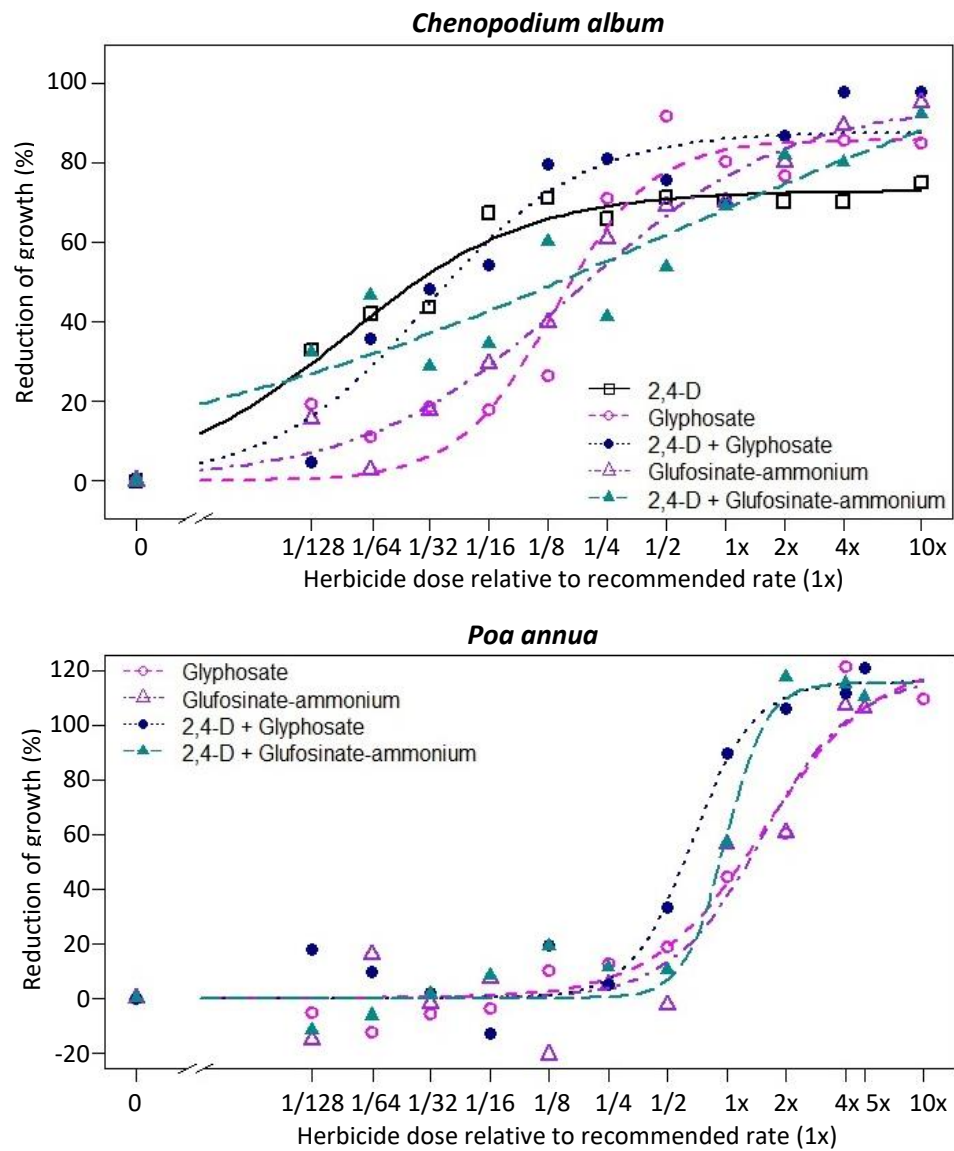 Chenopodium album
Reduction of growth (%)
100
80
60
40
20
0
2,4-D
Glyphosate
2,4-D + Glyphosate
Glufosinate-ammonium
2,4-D + Glufosinate-ammonium
0 1/128 1/64 1/32 1/16 1/8 1/4 1/2 1x 2x 4x 10x
Herbicide dose relative to recommended rate (1x)
Poa annua
Reduction of growth (%)
120
100
80
60
40
20
0
-20
Glyphosate
Glufosinate-ammonium
2,4-D + Glyphosate
2,4-D + Glufosinate-ammonium
0 1/128 1/64 1/32 1/16 1/8 1/4 1/2 1x 2x 4x 5x 10x
Herbicide dose relative to recommended rate (1x)